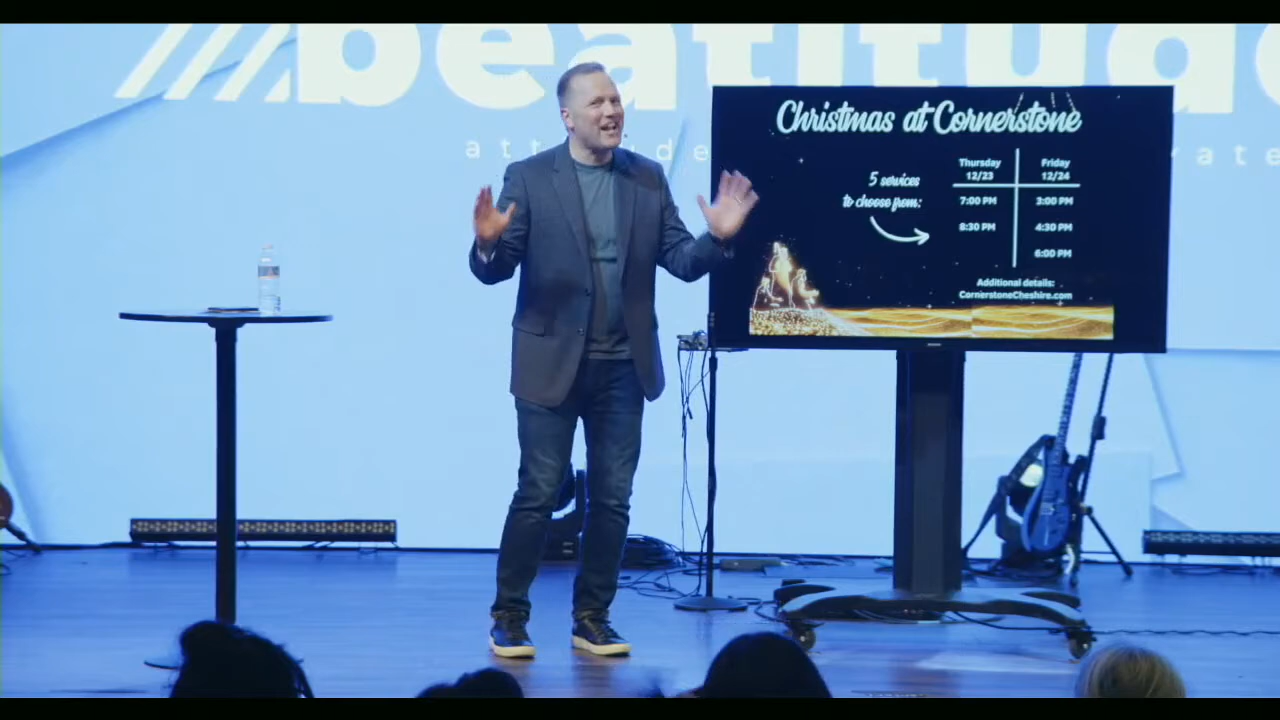 beatitude
Christmas at Cornerstone
5 services
to choose from:
Thursday
12/23
7:00 PM
8:30 PM
Friday
12/24
3:00 PM
4:30 PM
6:00 PM
Additional details:
CornerstoneCheshire.com